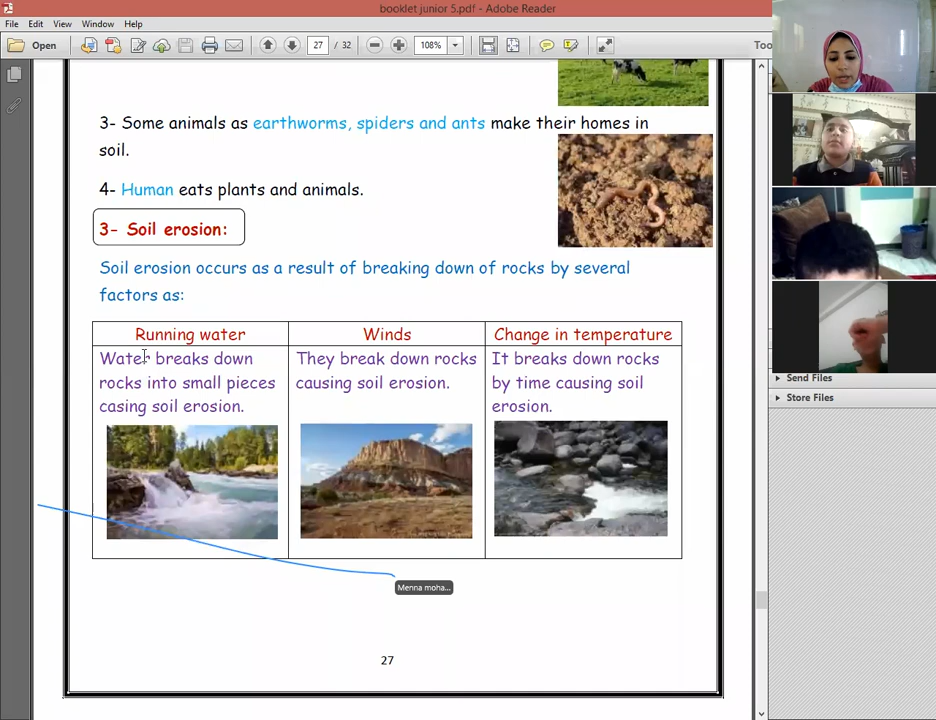 booklet junior 5.pdf - Adobe Reader
File Edit View Window Help
Open 27 / 32 108%
3- Some animals as earthworms, spiders and ants make their homes in
soil.
4- Human eats plants and animals.
3- Soil erosion:
Soil erosion occurs as a result of breaking down of rocks by several
factors as:
Running water
Water breaks down
rocks into small pieces
casing soil erosion.
Winds
They break down rocks
causing soil erosion.
Change in temperature
It breaks down rocks
by time causing soil
erosion.
Menna moha...
27
Send Files
Store Files